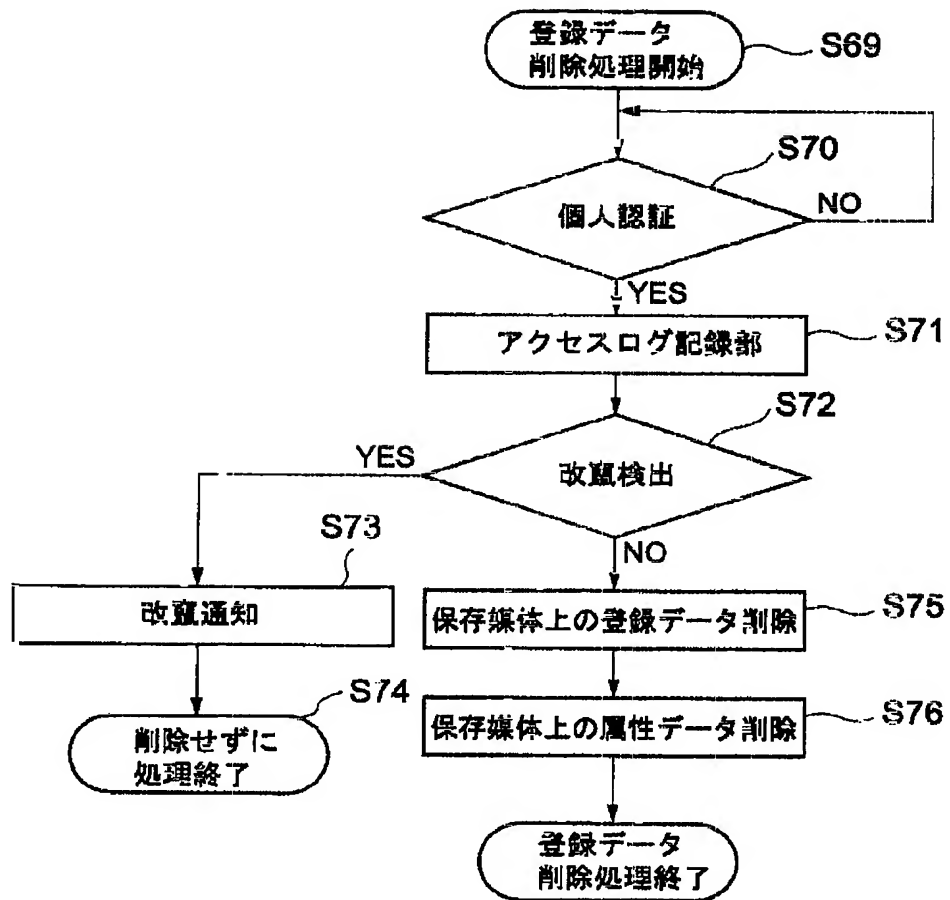 登録データ
削除処理開始
S69
S70
個人認証
NO
YES
アクセスログ記録部
S71
S72
YES
改竄検出
NO
S73
改竄通知
S74
削除せずに
処理終了
保存媒体上の登録データ削除
S75
保存媒体上の属性データ削除
S76
登録データ
削除処理終了